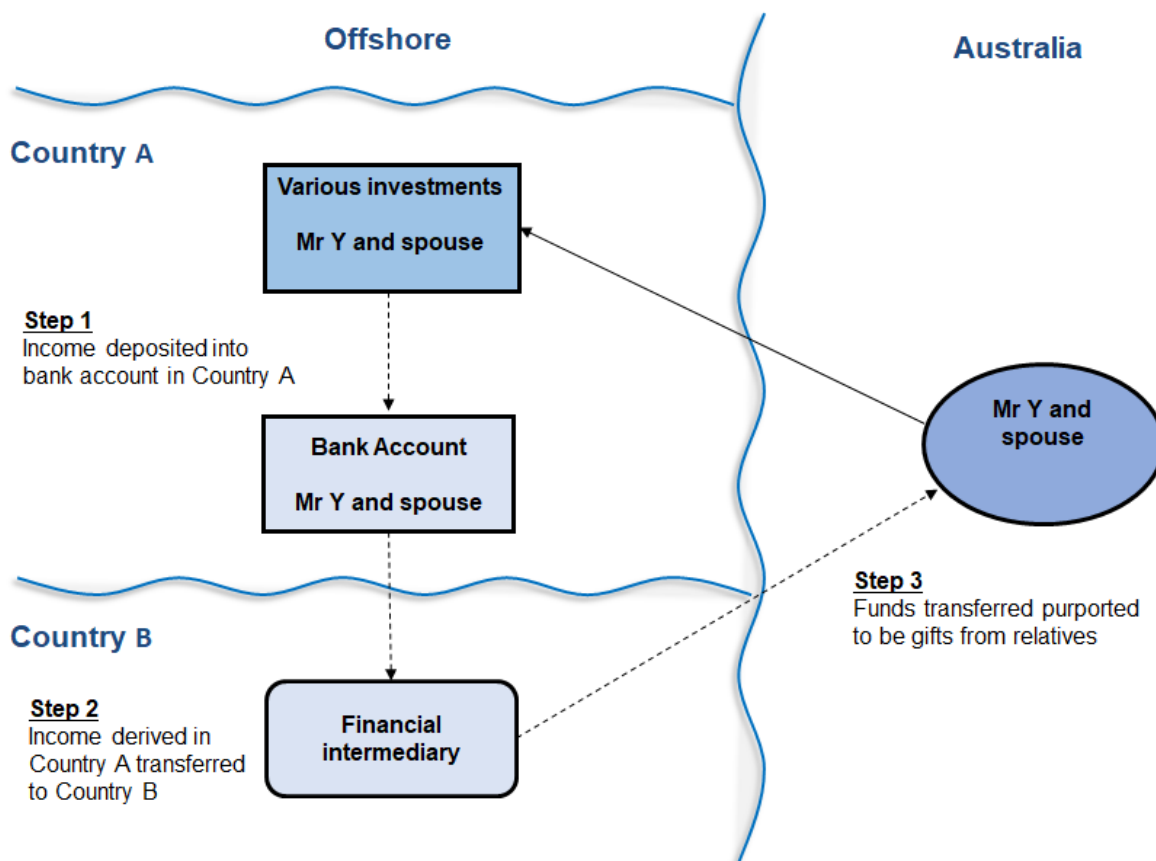 Offshore
Australia
Country A
Various investments
Mr Y and spouse
Step 1
Income deposited into
bank account in Country A
Mr Y and
spouse
Bank Account
Mr Y and spouse
Step 3
Funds transferred purported
to be gifts from relatives
Country B
Step 2
Income derived in
Country A transferred
to Country B
Financial
intermediary